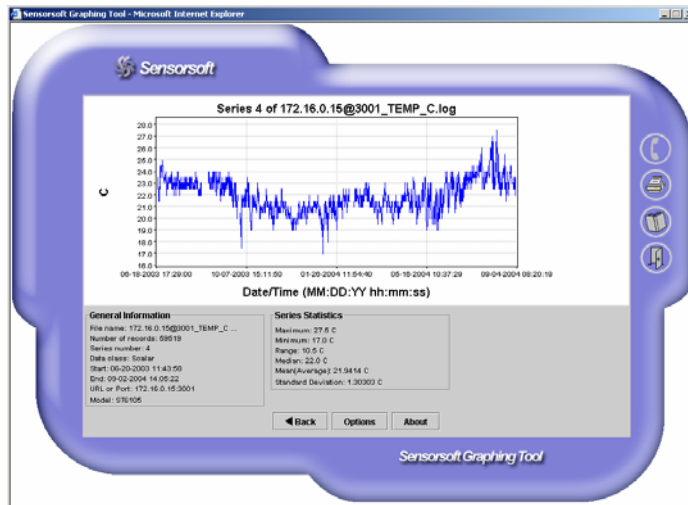 Sensorsoft Graphing Tool - Microsoft Internet Explorer
Sensorsoft
Series 4 of 172.16.0.15@3001_TEMP_C.log
28.0
27.0
26.0
25.0
24.0
23.0
22.0
21.0
20.0
19.0
18.0
17.0
16.0
C
06-18-2003 17:29:00 10-07-2003 15:11:50 01-26-2004 11:54:40 05-16-2004 10:37:29 09-04-2004 08:20:19
Date/Time (MM:DD:YY hh:mm:ss)
General Information
File name: 172.16.0.15@3001_TEMP_C ...
Number of records: 59519
Series number: 4
Data class: Scalar
Start: 06-20-2003 11:43:58
End: 09-02-2004 14:05:22
URL or Port: 172.16.0.15:3001
Model: ST6105
Series Statistics
Maximum: 27.5 C
Minimum: 17.0 C
Range: 10.5 C
Median: 22.0 C
Mean(Average): 21.9414 C
Standard Deviation: 1.30303 C
Back Options About
Sensorsoft Graphing Tool